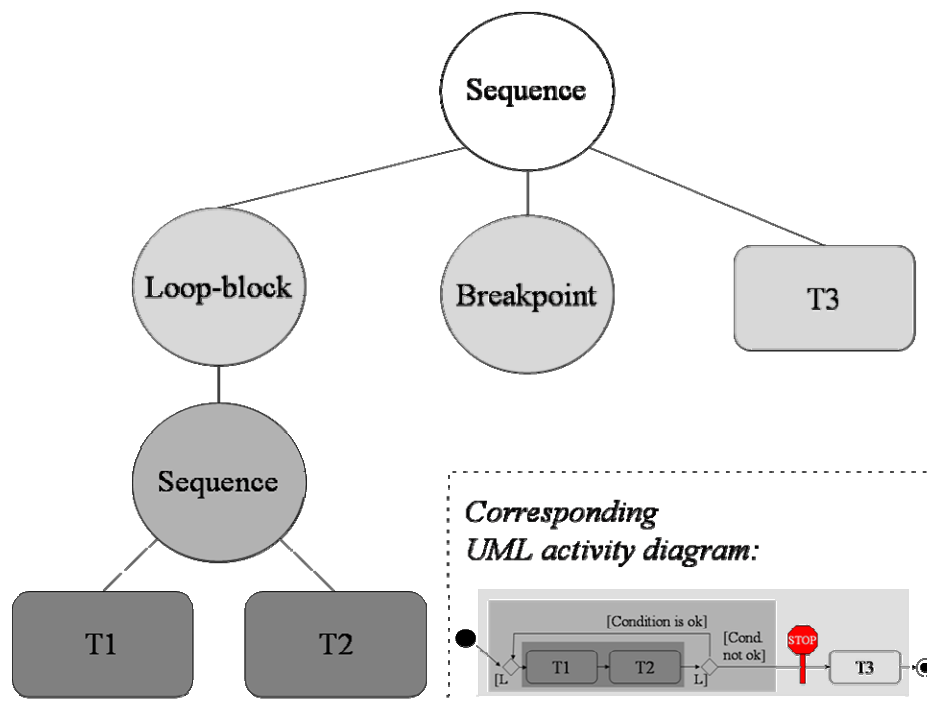 Sequence
Loop-block
Breakpoint
T3
Sequence
T1
T2
Corresponding
UML activity diagram:
[Condition is ok]
[Cond.
not ok]
STOP
T1
T2
T3
[L
L]